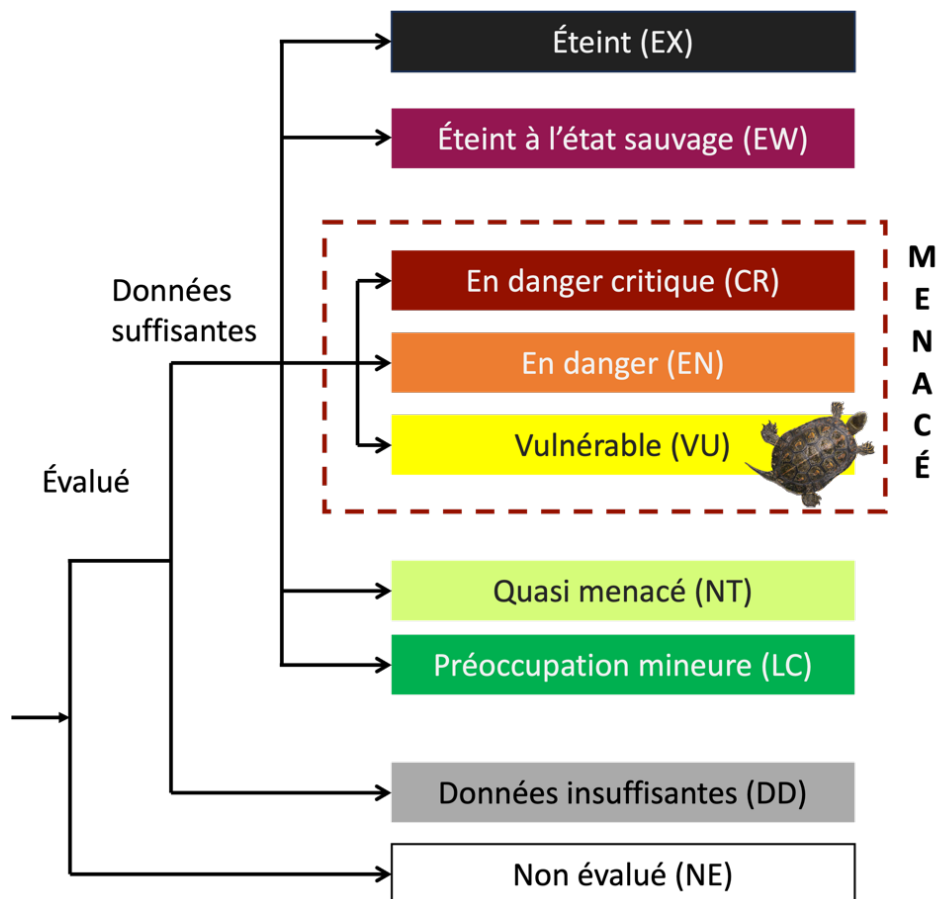 Éteint (EX)
Éteint à l’état sauvage (EW)
Données
suffisantes
En danger critique (CR)
En danger (EN)
Vulnérable (VU)
MENACÉ
Évalué
Quasi menacé (NT)
Préoccupation mineure (LC)
Données insuffisantes (DD)
Non évalué (NE)